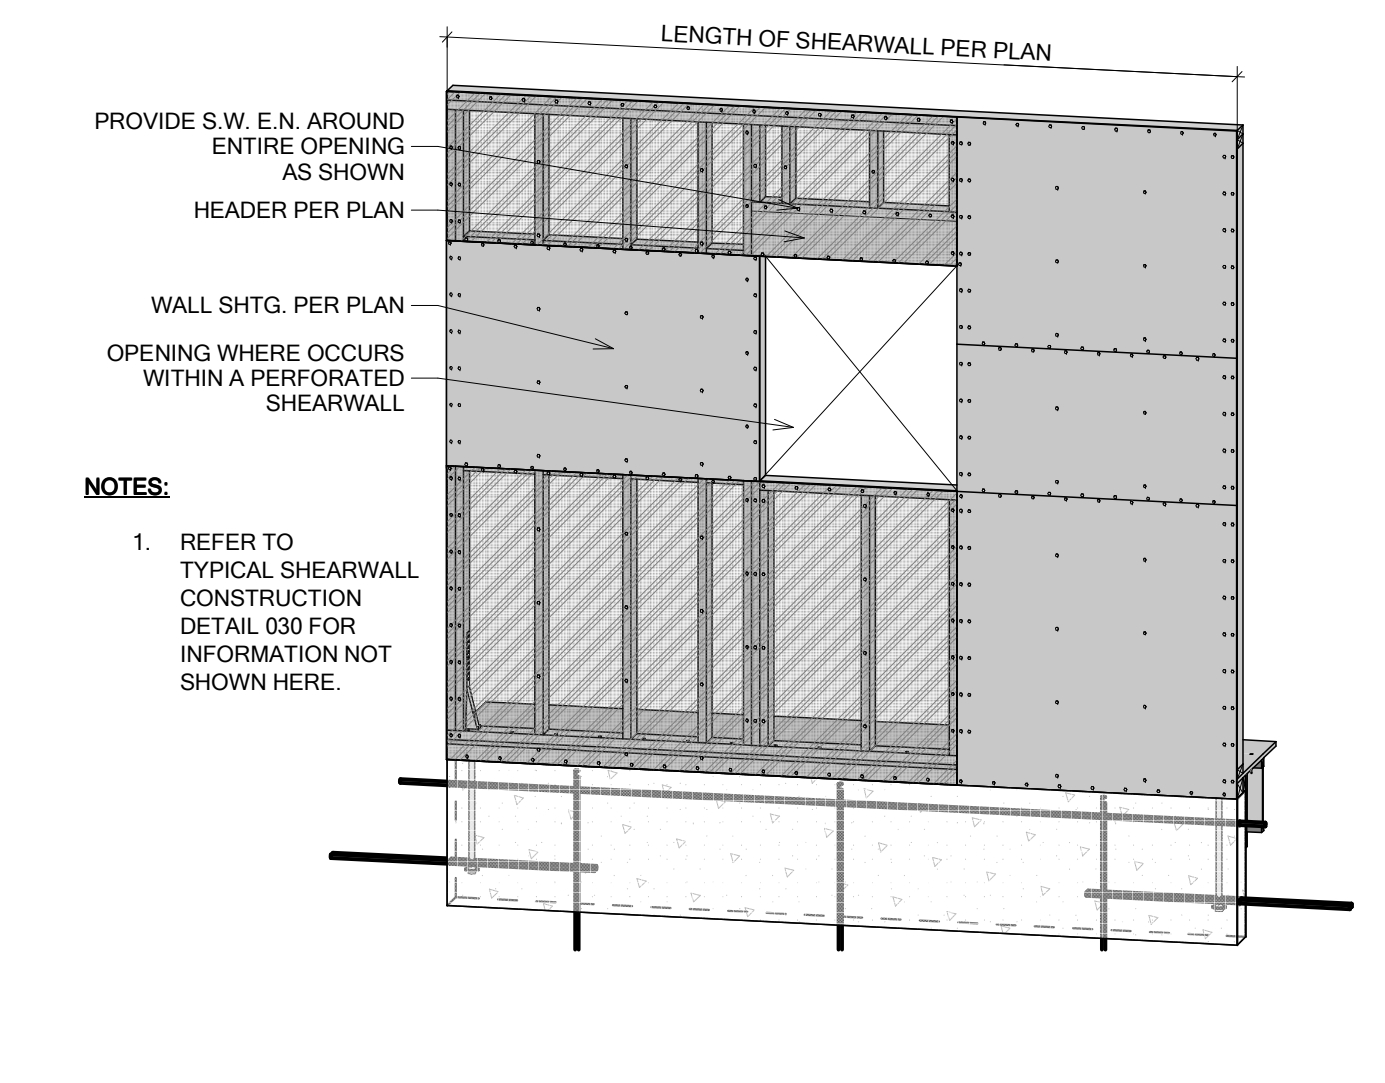 LENGTH OF SHEARWALL PER PLAN
PROVIDE S.W. E.N. AROUND
ENTIRE OPENING
AS SHOWN
HEADER PER PLAN
WALL SHTG. PER PLAN
OPENING WHERE OCCURS
WITHIN A PERFORATED
SHEARWALL
NOTES:
1. REFER TO
TYPICAL SHEARWALL
CONSTRUCTION
DETAIL 030 FOR
INFORMATION NOT
SHOWN HERE.